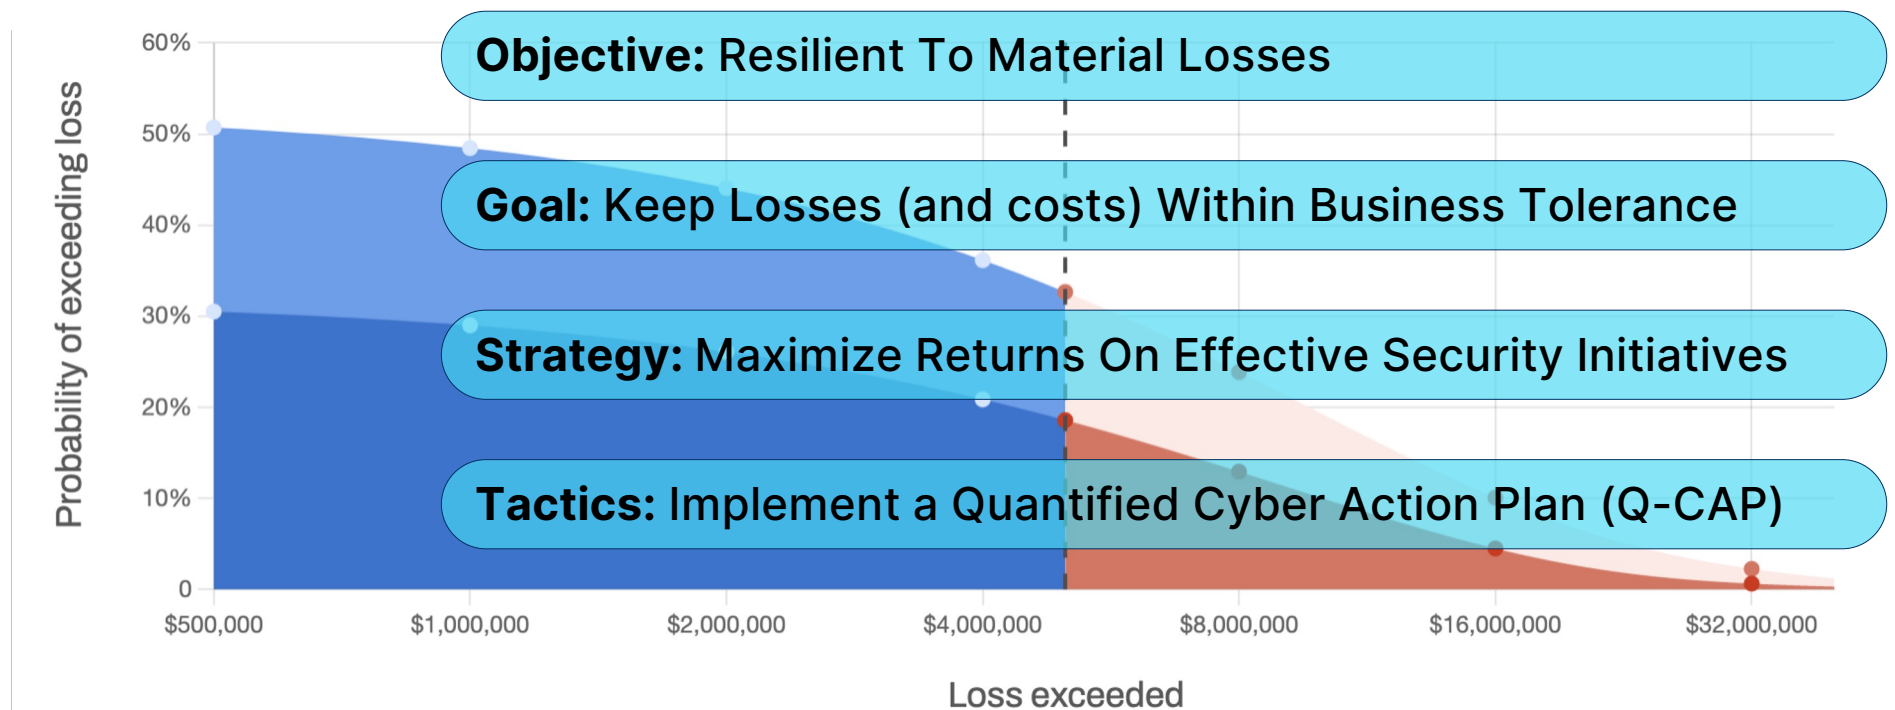 Objective: Resilient To Material Losses
Goal: Keep Losses (and costs) Within Business Tolerance
Strategy: Maximize Returns On Effective Security Initiatives
Tactics: Implement a Quantified Cyber Action Plan (Q-CAP)
Probability of exceeding loss
60%
50%
40%
30%
20%
10%
0
$500,000
$1,000,000
$2,000,000
$4,000,000
$8,000,000
$16,000,000
$32,000,000
Loss exceeded